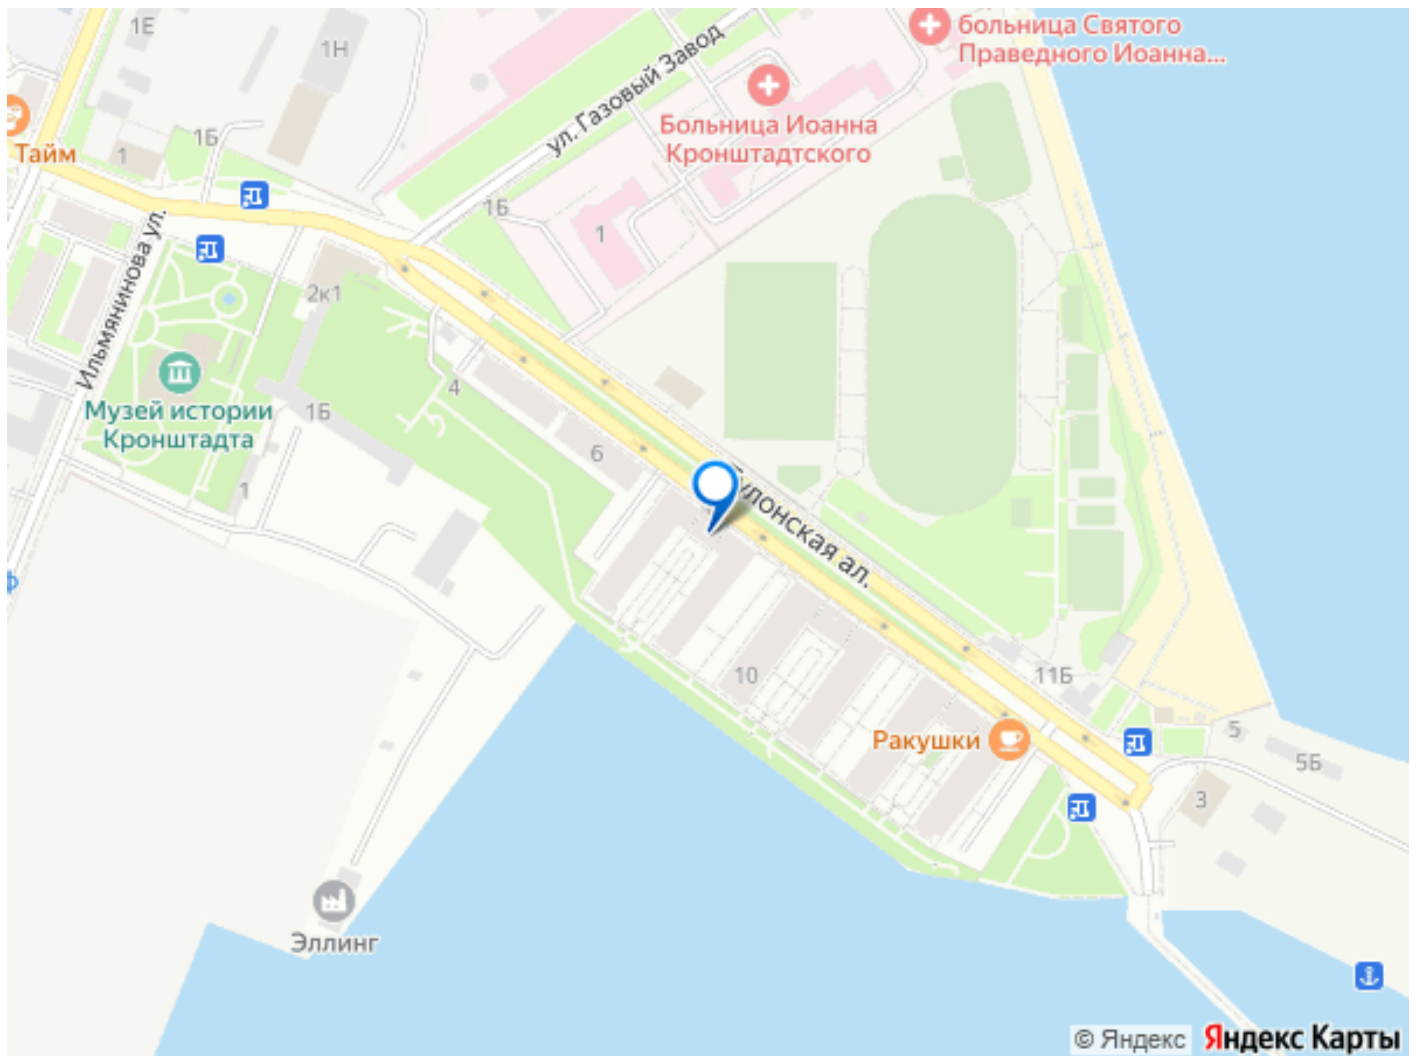 1Е
1Н
больница Святого
Праведного Иоанна...
ул. Газовый Завод
Больница Иоанна
Кронштадтского
Тайм
1
1Б
1Б
1
Ильмянинова ул.
2к1
4
Музей истории
Кронштадта
1Б
6
1
улонская ал.
10
11Б
Ракушки
5
5Б
3
Эллинг
© Яндекс Яндекс Карты